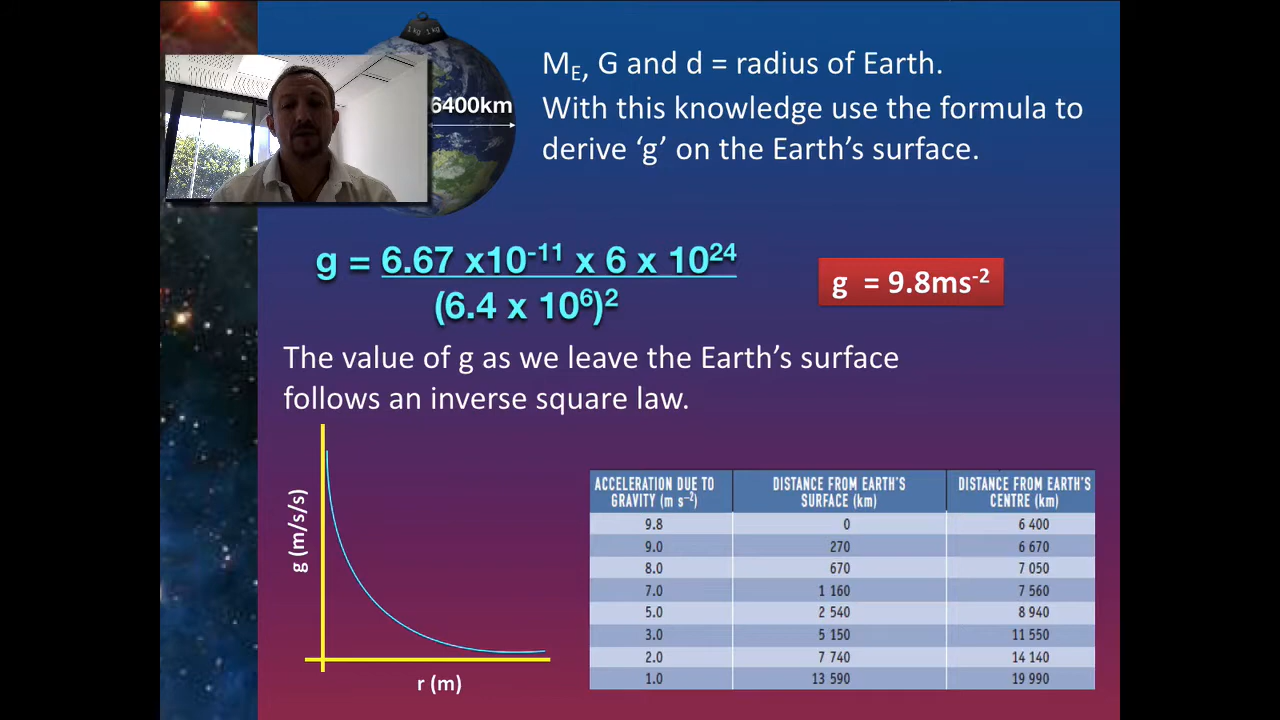 1 kg 1 kg
6400km
M_E, G and d = radius of Earth.
With this knowledge use the formula to
derive ‘g’ on the Earth’s surface.
g = 6.67 x10⁻¹¹ x 6 x 10²⁴
(6.4 x 10⁶)²
g = 9.8ms⁻²
The value of g as we leave the Earth’s surface
follows an inverse square law.
g (m/s/s)
r (m)
ACCELERATION DUE TO GRAVITY (m s⁻²) DISTANCE FROM EARTH’S SURFACE (km) DISTANCE FROM EARTH’S CENTRE (km)
9.8 0 6 400
9.0 270 6 670
8.0 670 7 050
7.0 1 160 7 560
5.0 2 540 8 940
3.0 5 150 11 550
2.0 7 740 14 140
1.0 13 590 19 990